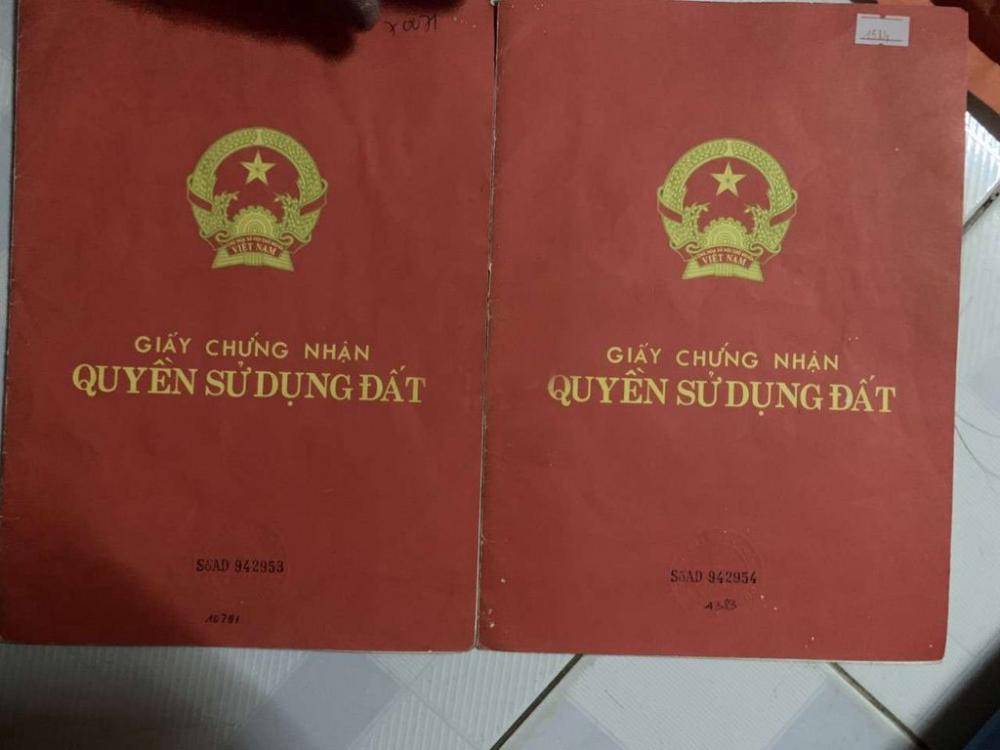 VIỆT NAM
GIẤY CHỨNG NHẬN
QUYỀN SỬ DỤNG ĐẤT
SốAD 942953
10791
VIỆT NAM
GIẤY CHỨNG NHẬN
QUYỀN SỬ DỤNG ĐẤT
SốAD 942954